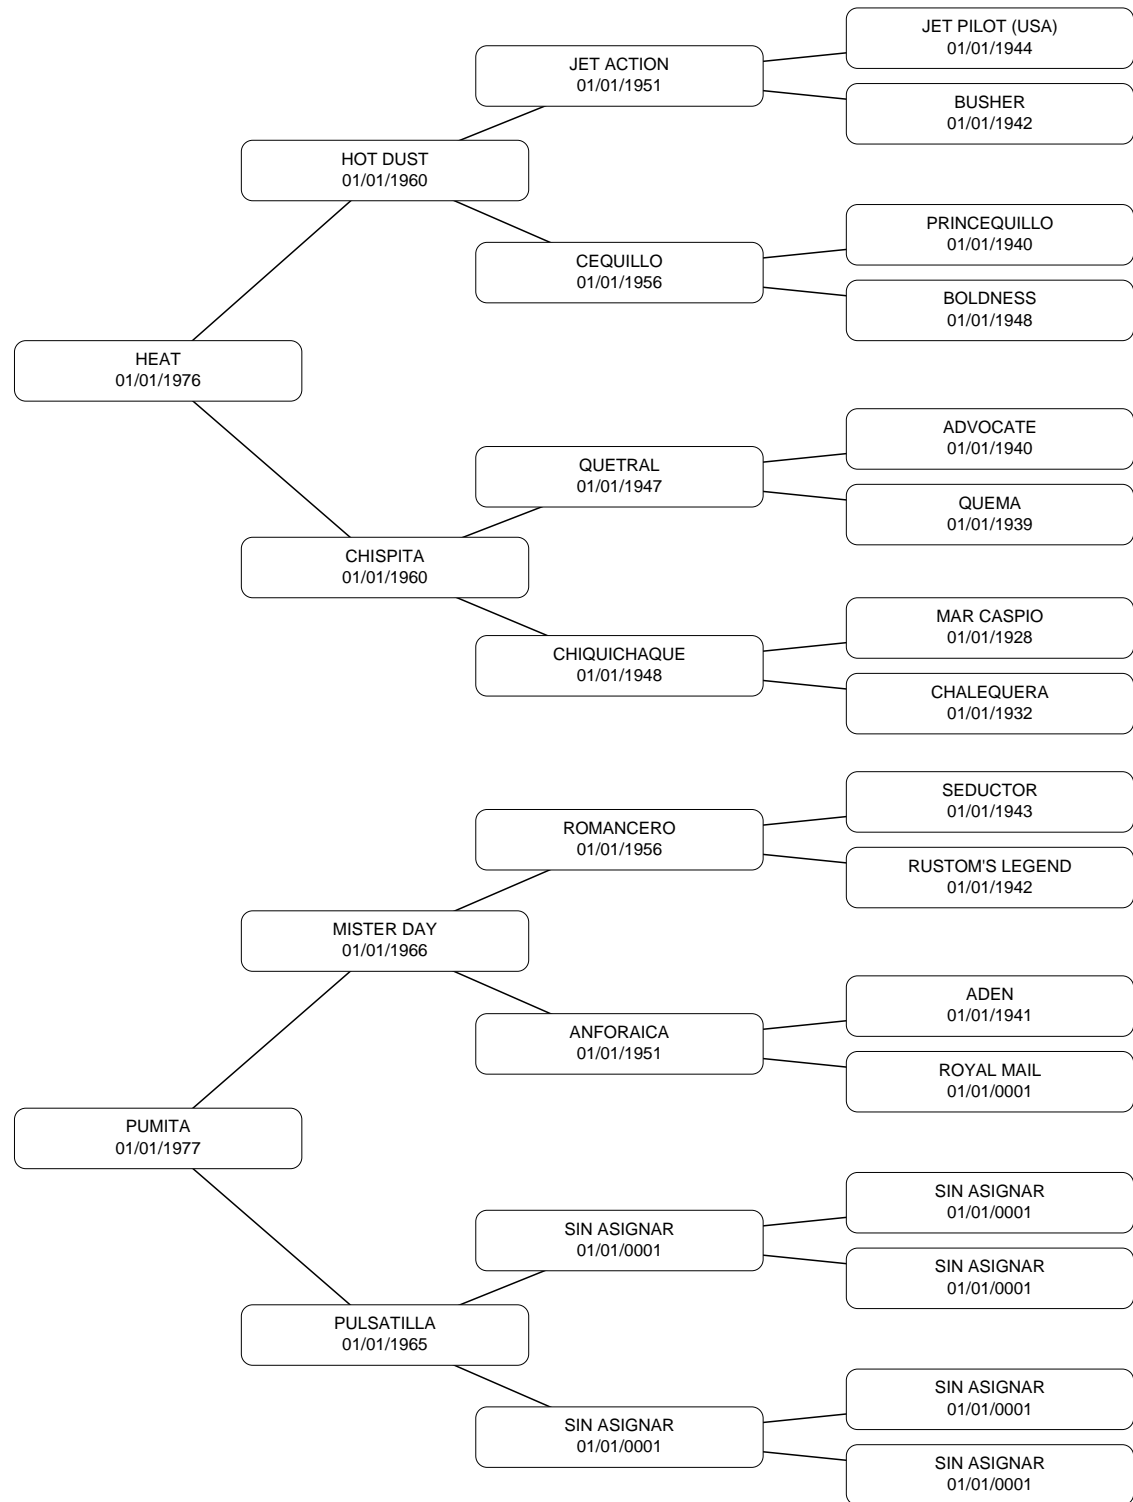 JET PILOT (USA)
01/01/1944
JET ACTION
01/01/1951
BUSHER
01/01/1942
HOT DUST
01/01/1960
PRINCEQUILLO
01/01/1940
CEQUILLO
01/01/1956
BOLDNESS
01/01/1948
HEAT
01/01/1976
ADVOCATE
01/01/1940
QUETRAL
01/01/1947
QUEMA
01/01/1939
CHISPITA
01/01/1960
MAR CASPIO
01/01/1928
CHIQUICHAQUE
01/01/1948
CHALEQUERA
01/01/1932
SEDUCTOR
01/01/1943
ROMANCERO
01/01/1956
RUSTOM'S LEGEND
01/01/1942
MISTER DAY
01/01/1966
ADEN
01/01/1941
ANFORAICA
01/01/1951
ROYAL MAIL
01/01/0001
PUMITA
01/01/1977
SIN ASIGNAR
01/01/0001
SIN ASIGNAR
01/01/0001
SIN ASIGNAR
01/01/0001
PULSATILLA
01/01/1965
SIN ASIGNAR
01/01/0001
SIN ASIGNAR
01/01/0001
SIN ASIGNAR
01/01/0001